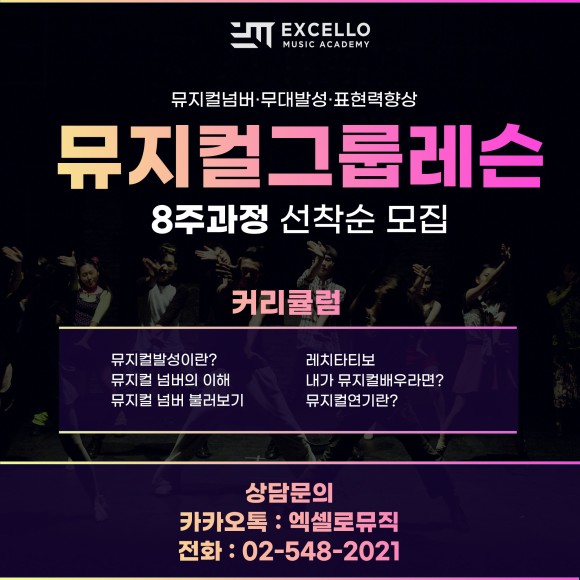 EXCELLO
MUSIC ACADEMY
뮤지컬넘버·무대발성·표현력향상
뮤지컬그룹레슨
8주과정 선착순 모집
커리큘럼
뮤지컬발성이란?
뮤지컬 넘버의 이해
뮤지컬 넘버 불러보기
레치타티보
내가 뮤지컬배우라면?
뮤지컬연기란?
상담문의
카카오톡 : 엑셀로뮤직
전화 : 02-548-2021